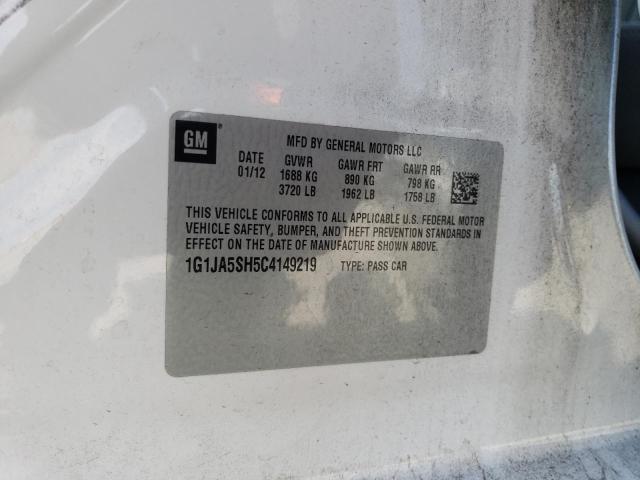 GM
MFD BY GENERAL MOTORS LLC
DATE GVWR GAWR FRT GAWR RR
01/12 1688 KG 890 KG 798 KG
3720 LB 1962 LB 1758 LB
THIS VEHICLE CONFORMS TO ALL APPLICABLE U.S. FEDERAL MOTOR
VEHICLE SAFETY, BUMPER, AND THEFT PREVENTION STANDARDS IN
EFFECT ON THE DATE OF MANUFACTURE SHOWN ABOVE.
1G1JA5SH5C4149219 TYPE: PASS CAR